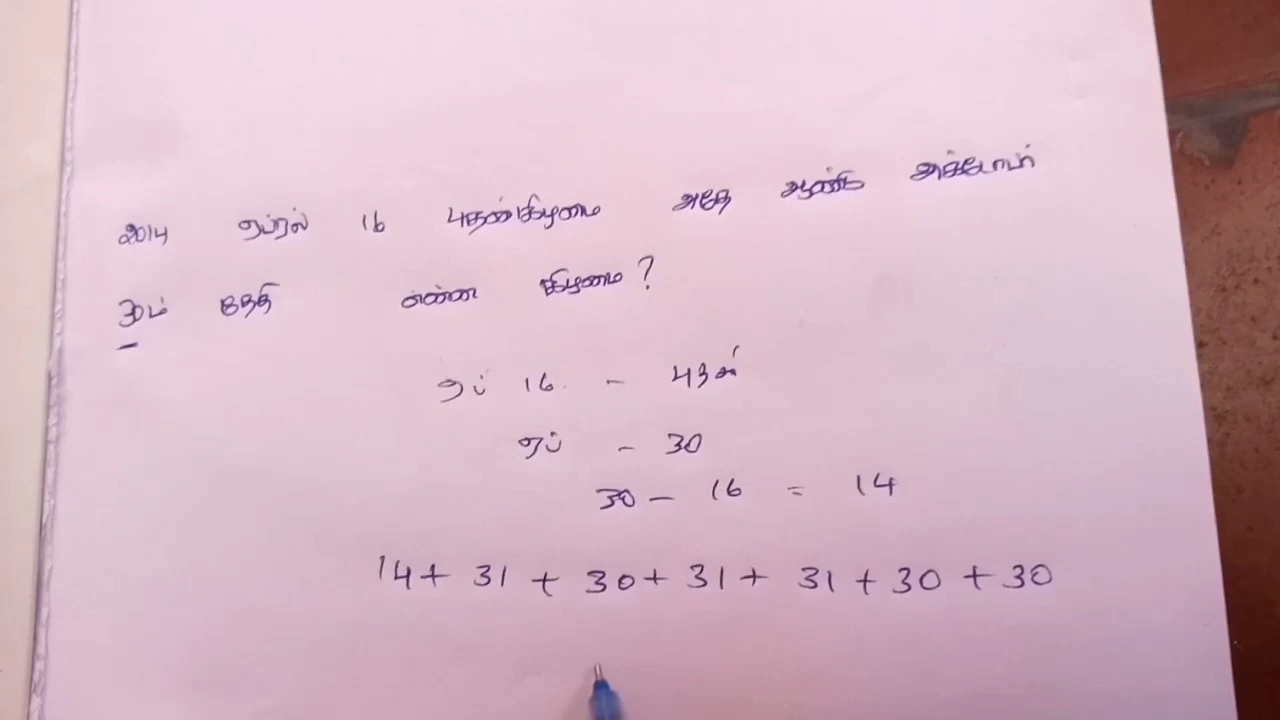 2014 ஏப்ரல் 16 புதன்கிழமை அதே ஆண்டு அக்டோபர்
30ம் தேதி என்ன கிழமை?
ஏப் 16 - புதன்
ஏப் - 30
30 - 16 = 14
14 + 31 + 30 + 31 + 31 + 30 + 30